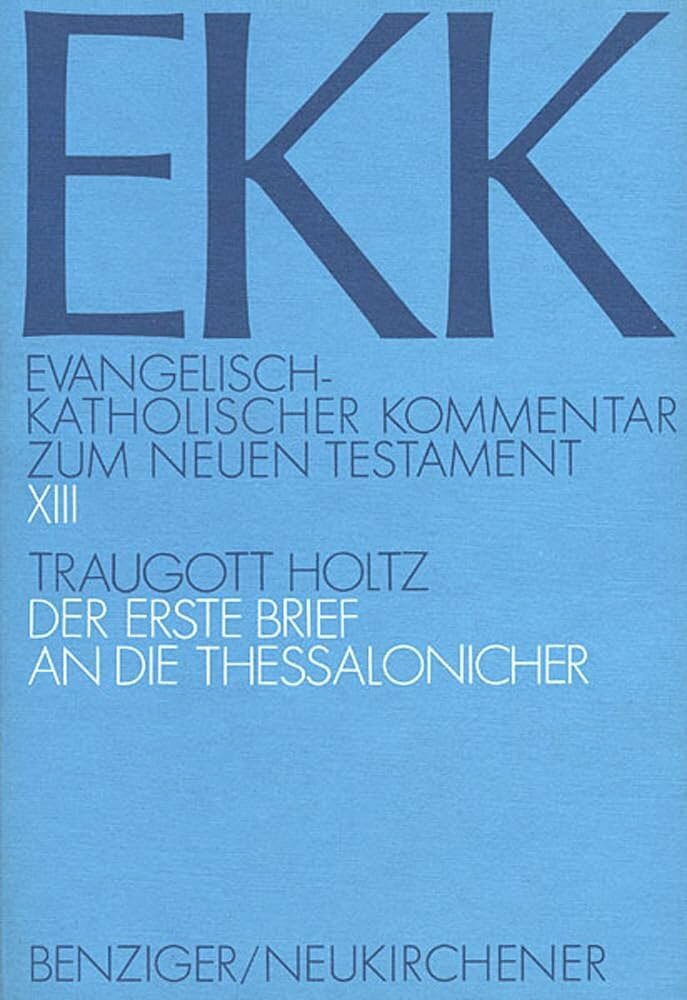 EKK
EVANGELISCH-
KATHOLISCHER KOMMENTAR
ZUM NEUEN TESTAMENT
XIII
TRAUGOTT HOLTZ
DER ERSTE BRIEF
AN DIE THESSALONICHER
BENZIGER/NEUKIRCHENER